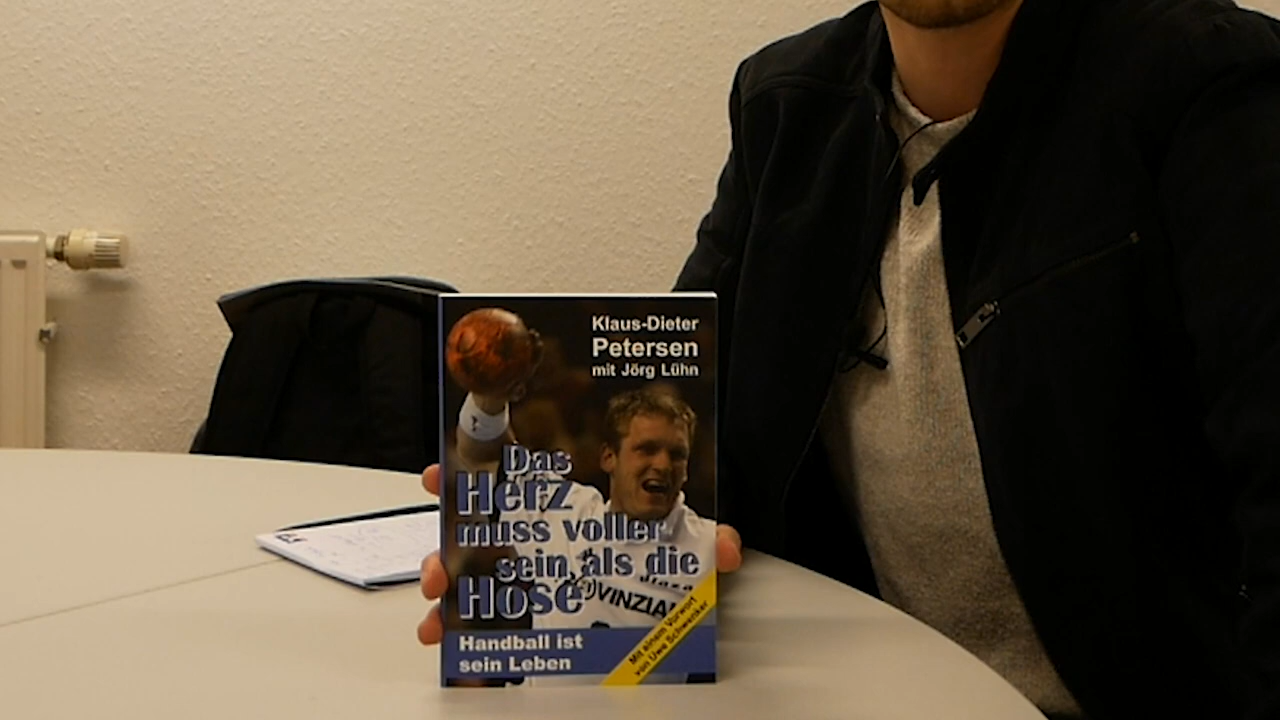 Klaus-Dieter
Petersen
mit Jörg Lühn
Das
Herz
muss voller
sein, als die
Hose
Handball ist
sein Leben
Mit einem Vorwort
von Uwe Schwenker